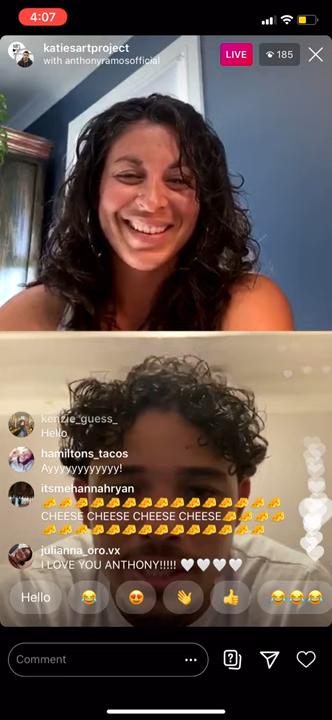 4:07
katiesartproject
with anthonyramosofficial
LIVE
185
kenzie_guess_
Hello
hamiltons_tacos
Ayyyyyyyyyyyy!
itsmehannahryan
🧀🧀🧀🧀🧀🧀🧀🧀🧀🧀🧀🧀🧀🧀🧀
CHEESE CHEESE CHEESE CHEESE🧀🧀🧀🧀
🧀🧀🧀🧀🧀🧀🧀🧀🧀🧀🧀🧀🧀🧀
julianna_oro.vx
I LOVE YOU ANTHONY!!!!! 🤍🤍🤍🤍
Hello 😂 😍 👋 👍 😂😂😂
Comment